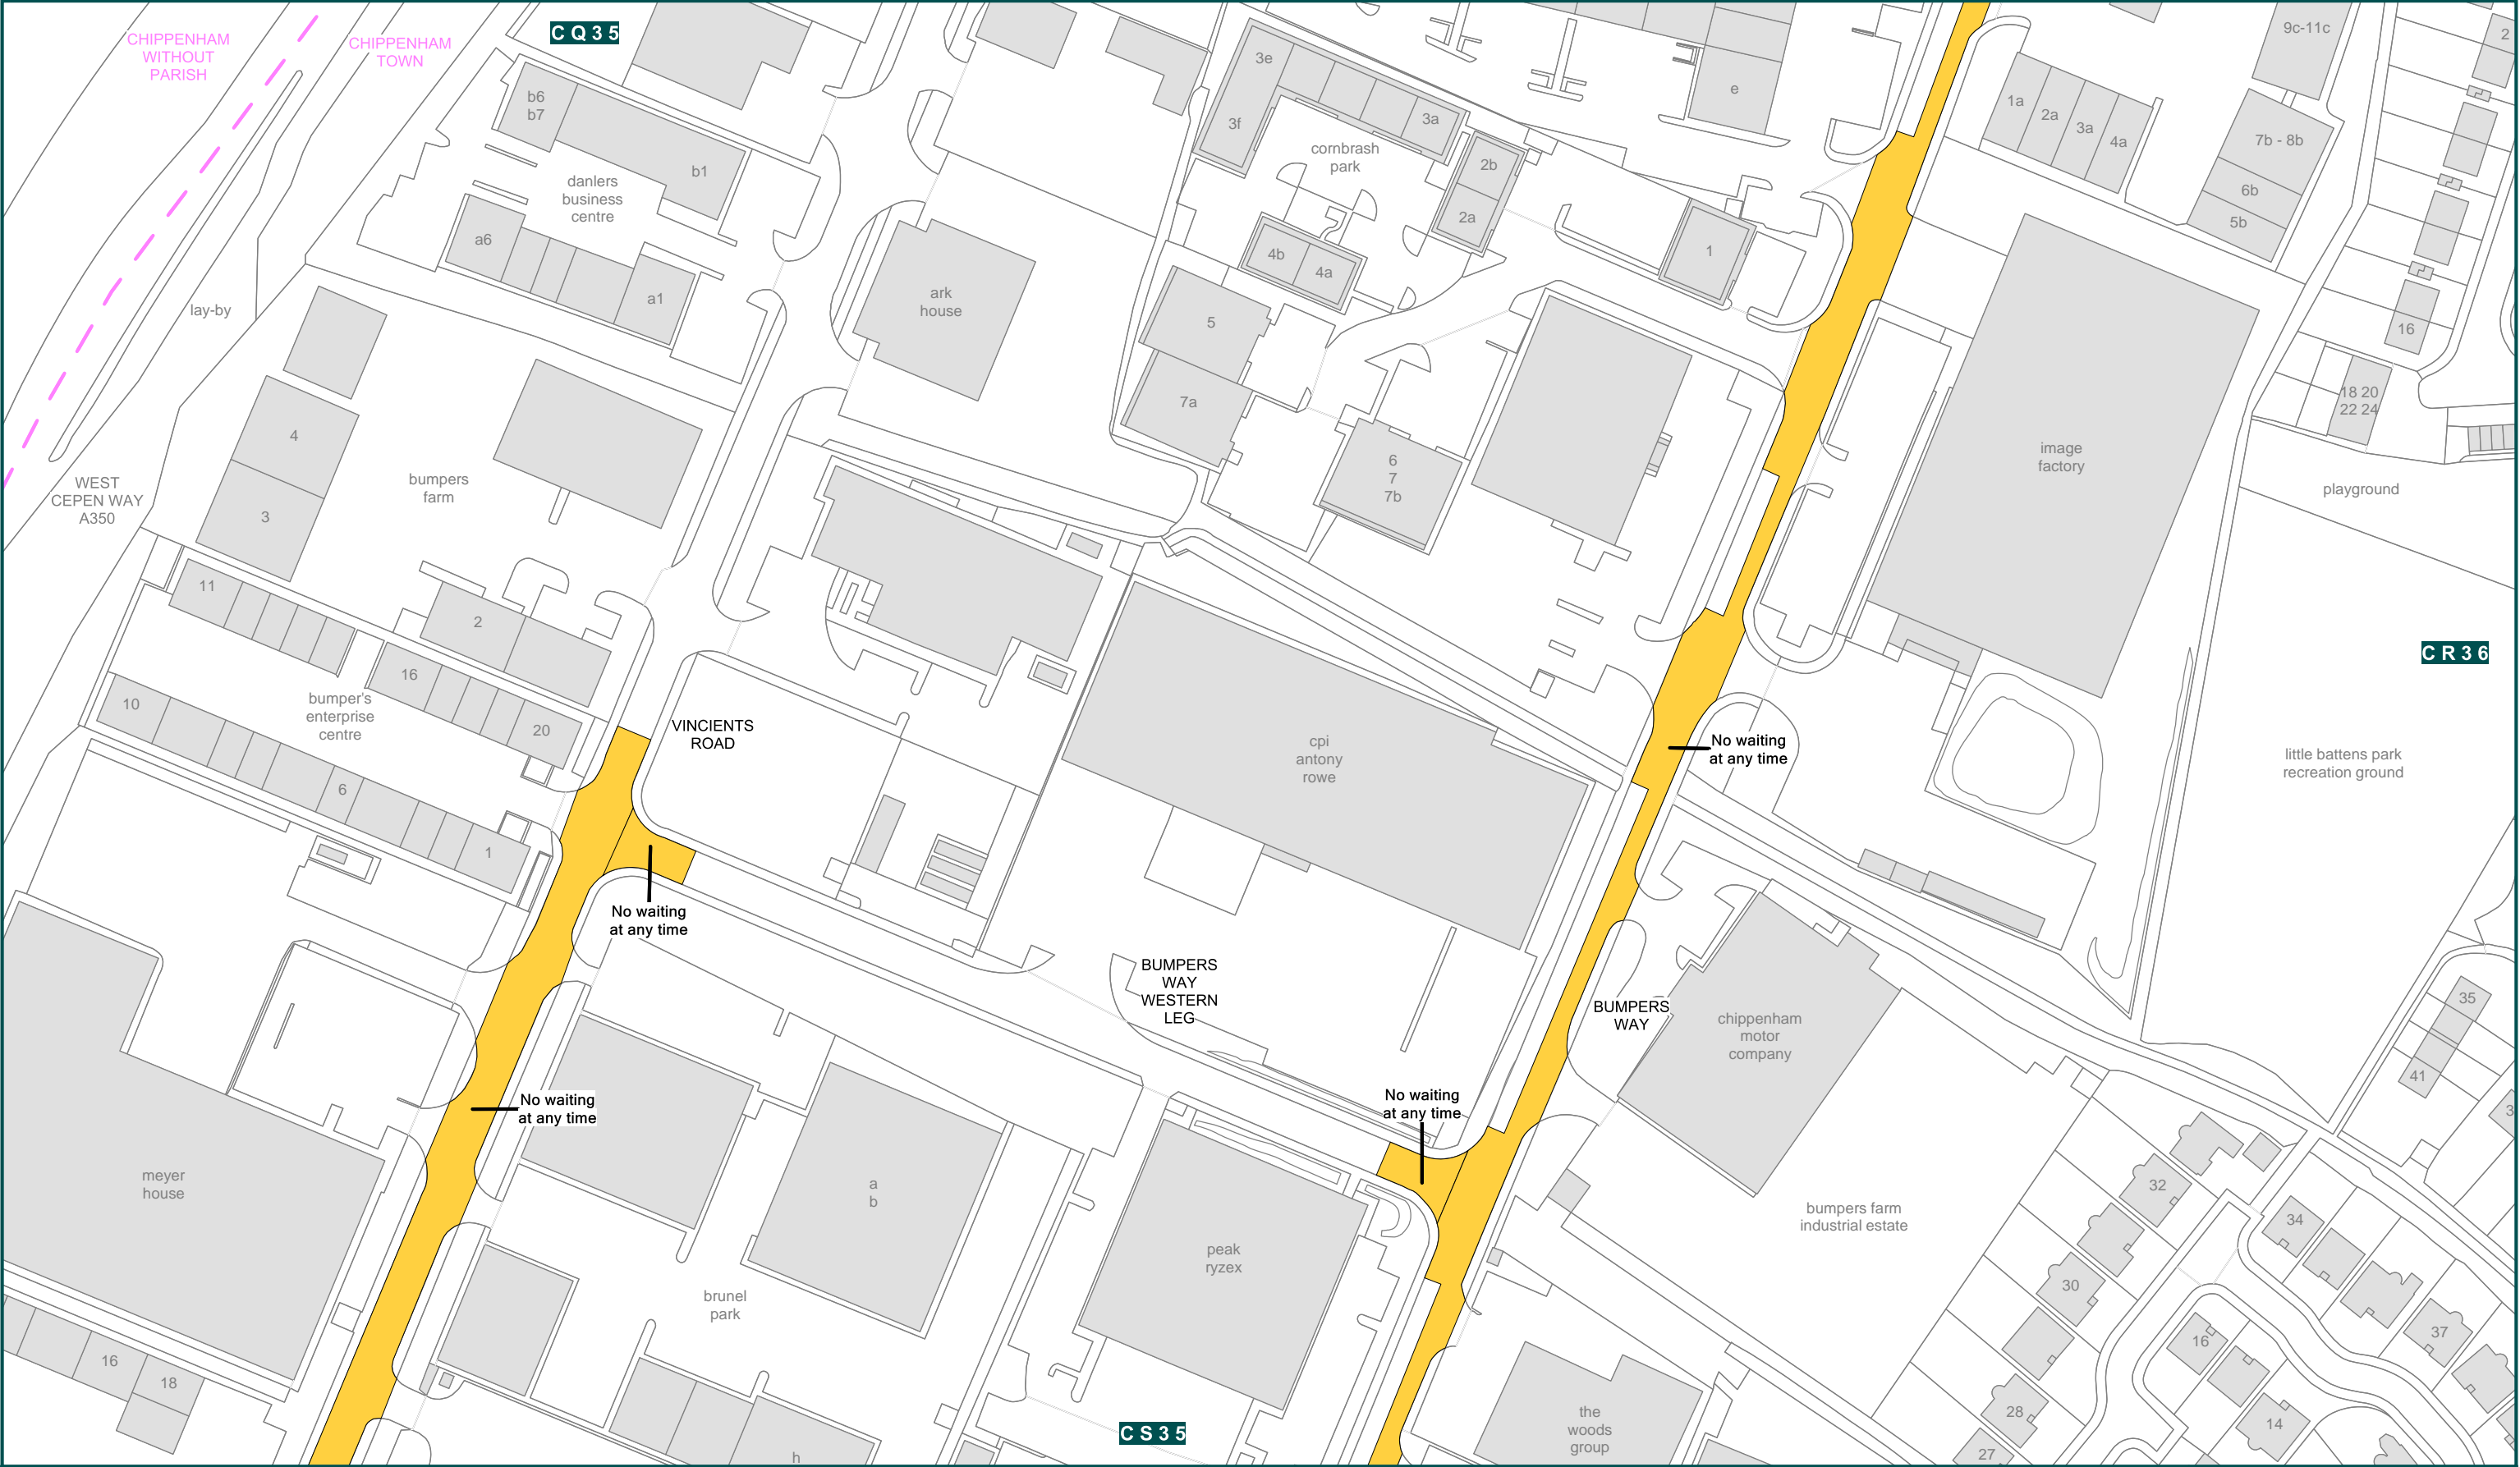 CHIPPENHAM
WITHOUT
PARISH
CHIPPENHAM
TOWN
CQ35
9c-11c
2
3e
3f
3a
e
b6
b7
b1
cornbrash
park
2b
2a
1a
2a
3a
4a
7b - 8b
6b
5b
danlers
business
centre
a6
a1
4b
4a
1
lay-by
ark
house
5
7a
16
18 20
22 24
4
3
bumpers
farm
6
7
7b
image
factory
playground
WEST
CEPEN WAY
A350
11
2
16
20
10
bumper's
enterprise
centre
6
1
VINCIENTS
ROAD
cpi
antony
rowe
No waiting
at any time
CR36
little battens park
recreation ground
No waiting
at any time
BUMPERS
WAY
WESTERN
LEG
BUMPERS
WAY
chippenham
motor
company
35
41
3
No waiting
at any time
No waiting
at any time
meyer
house
a
b
peak
ryzex
bumpers farm
industrial estate
32
34
30
37
16
brunel
park
16
18
h
CS35
the
woods
group
28
27
14